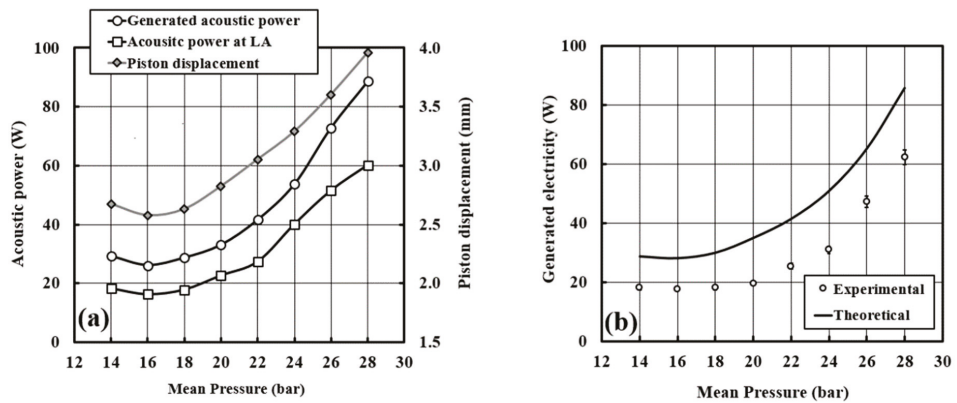 Generated acoustic power
Acousitc power at LA
Piston displacement
100
80
60
40
20
0
Acoustic power (W)
4.0
3.5
3.0
2.5
2.0
1.5
Piston displacement (mm)
(a)
12 14 16 18 20 22 24 26 28 30
Mean Pressure (bar)
100
80
60
40
20
0
Generated electricity (W)
Experimental
Theoretical
(b)
12 14 16 18 20 22 24 26 28 30
Mean Pressure (bar)